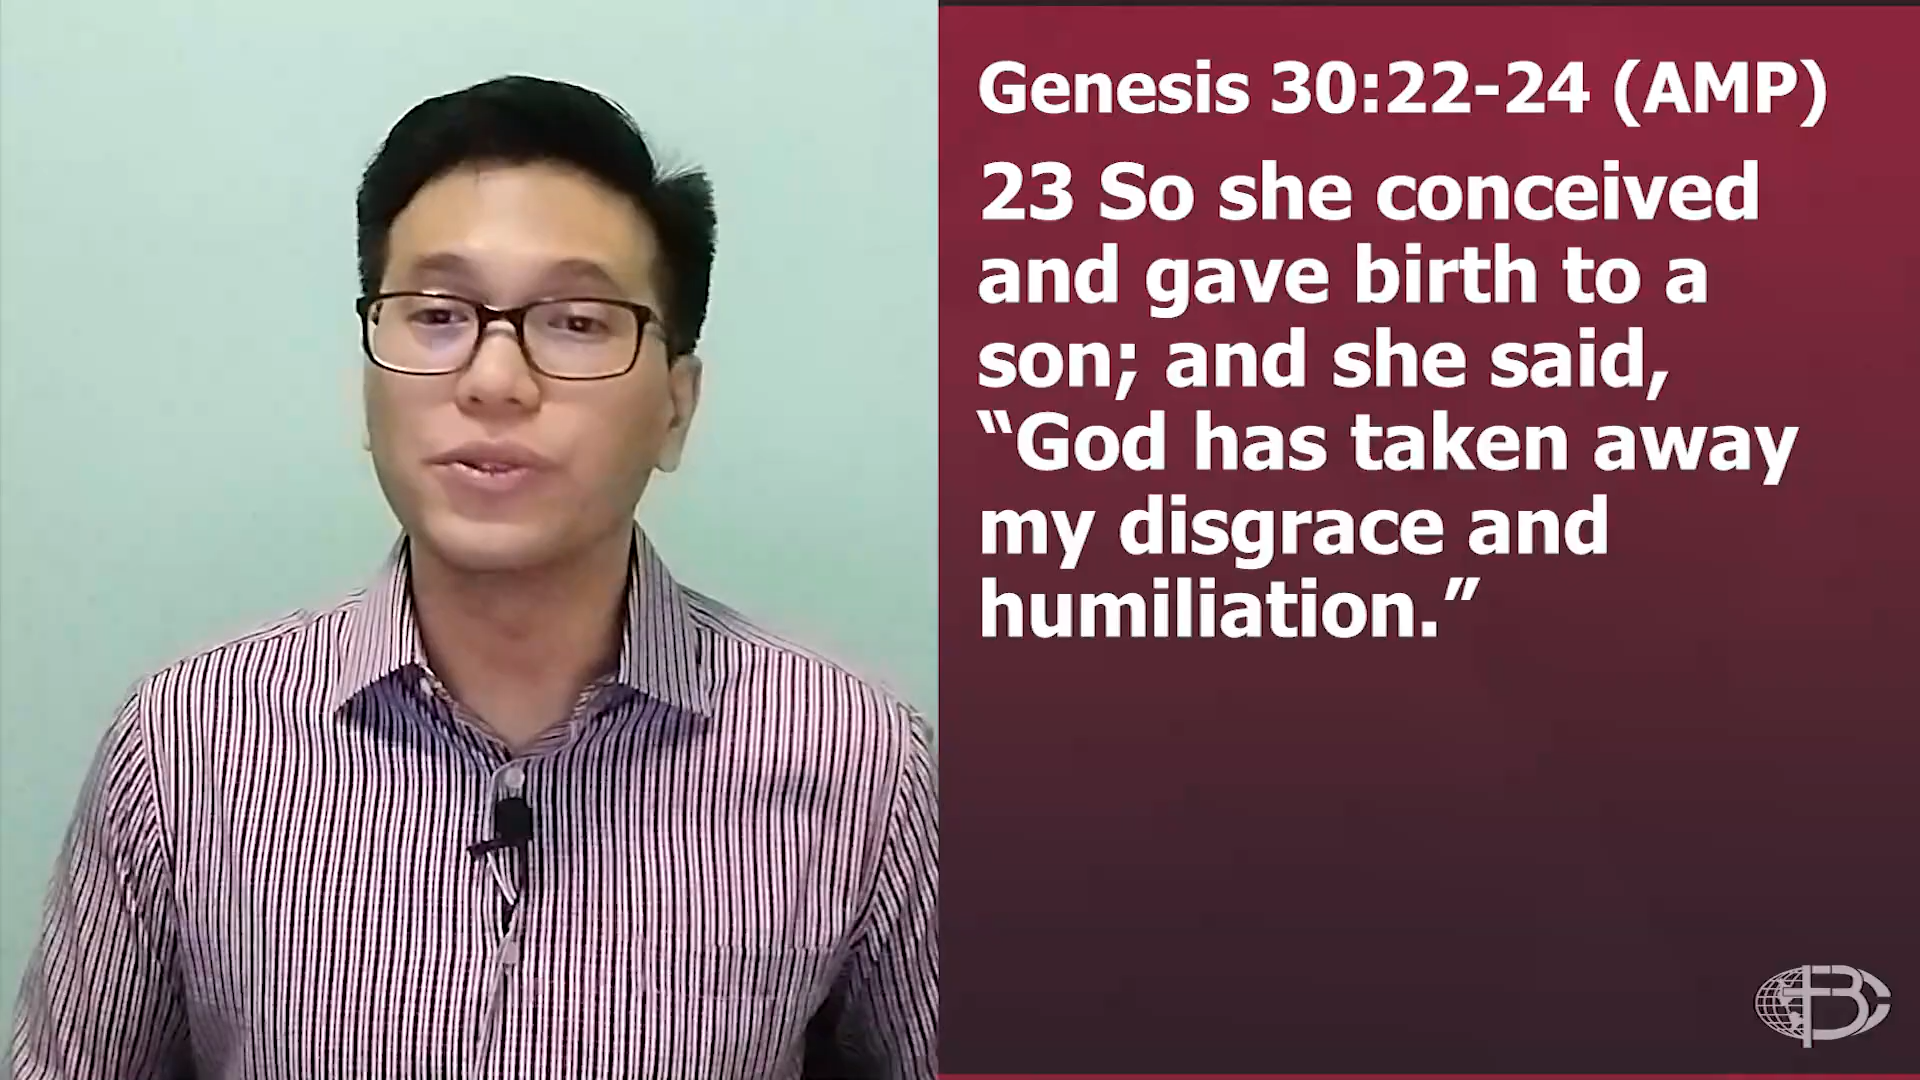 Genesis 30:22-24 (AMP)
23 So she conceived
and gave birth to a
son; and she said,
“God has taken away
my disgrace and
humiliation.”
BC